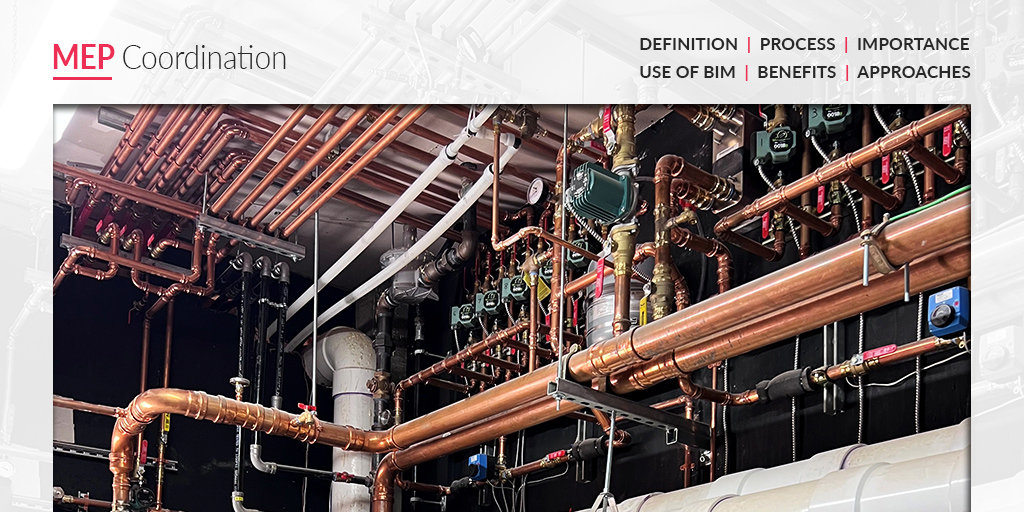 MEP Coordination
DEFINITION | PROCESS | IMPORTANCE
USE OF BIM | BENEFITS | APPROACHES